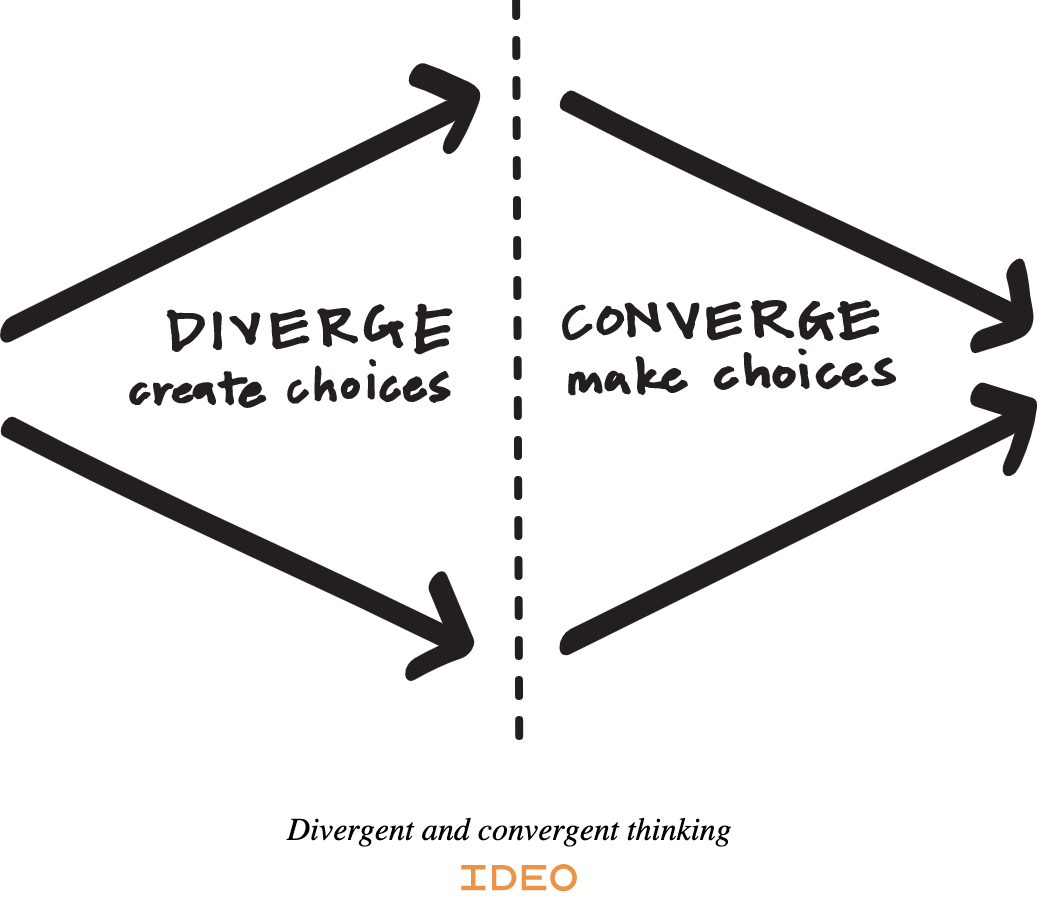 DIVERGE
create choices
CONVERGE
make choices
Divergent and convergent thinking
IDEO